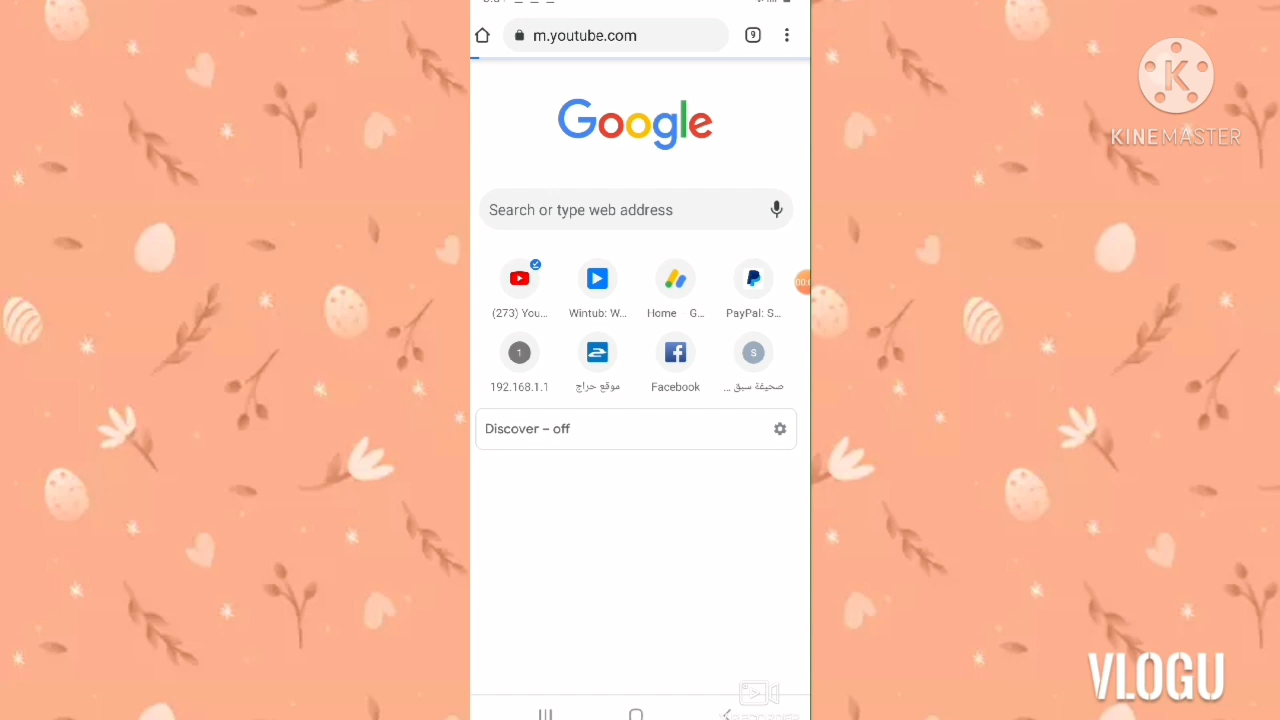 m.youtube.com
9
KINEMASTER
Google
Search or type web address
(273) You...
Wintub: W...
Home G...
PayPal: S...
1
S
192.168.1.1
موقع حراج
Facebook
صحيفة سبق ...
Discover – off
VLOGU